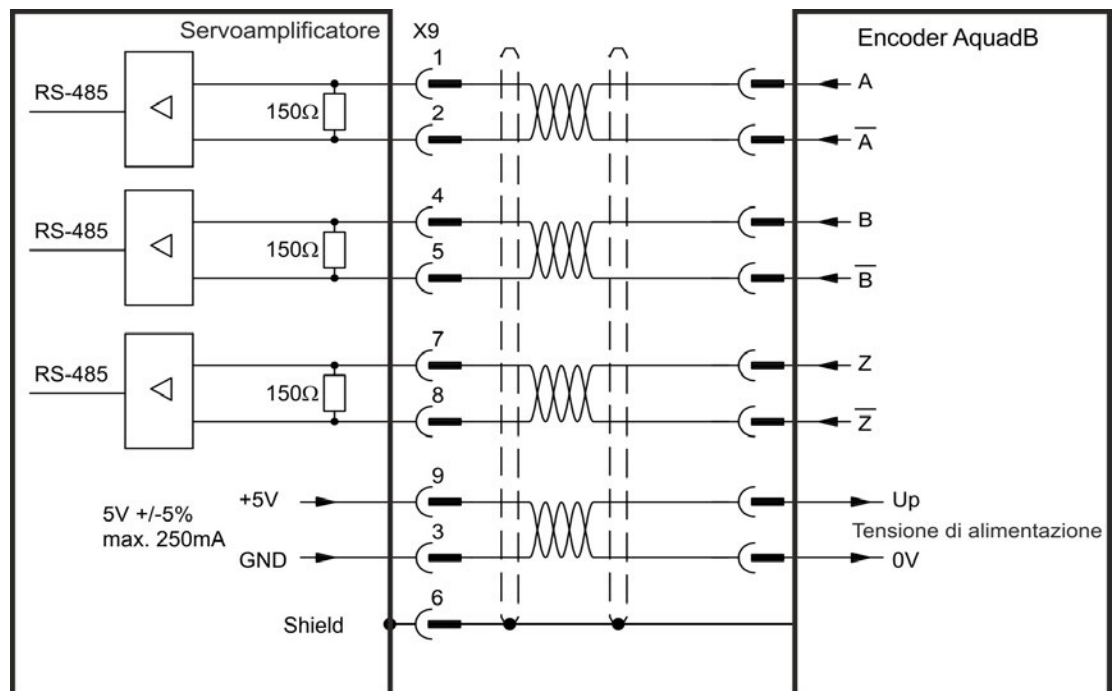 Servoamplificatore
X9
Encoder AquadB
RS-485
150Ω
1
2
A
A̅
RS-485
150Ω
4
5
B
B̅
RS-485
150Ω
7
8
Z
Z̅
5V +/-5%
max. 250mA
+5V
GND
9
3
Up
Tensione di alimentazione
0V
Shield
6